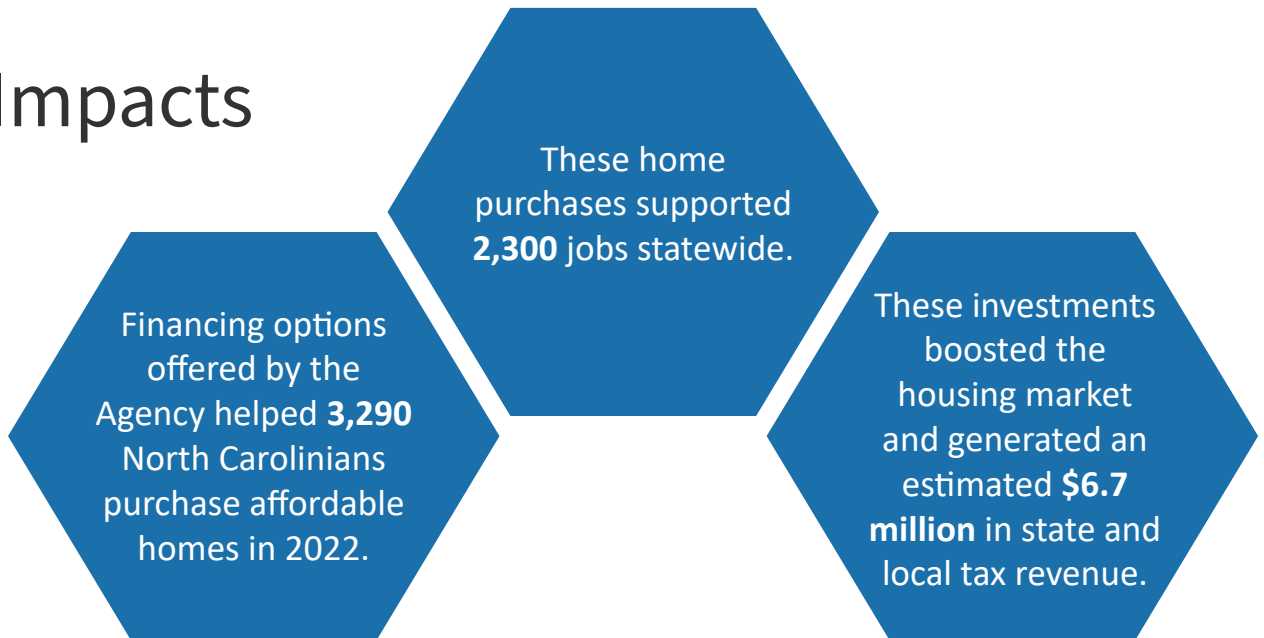 Impacts
Financing options
offered by the
Agency helped 3,290
North Carolinians
purchase affordable
homes in 2022.
These home
purchases supported
2,300 jobs statewide.
These investments
boosted the
housing market
and generated an
estimated $6.7
million in state and
local tax revenue.